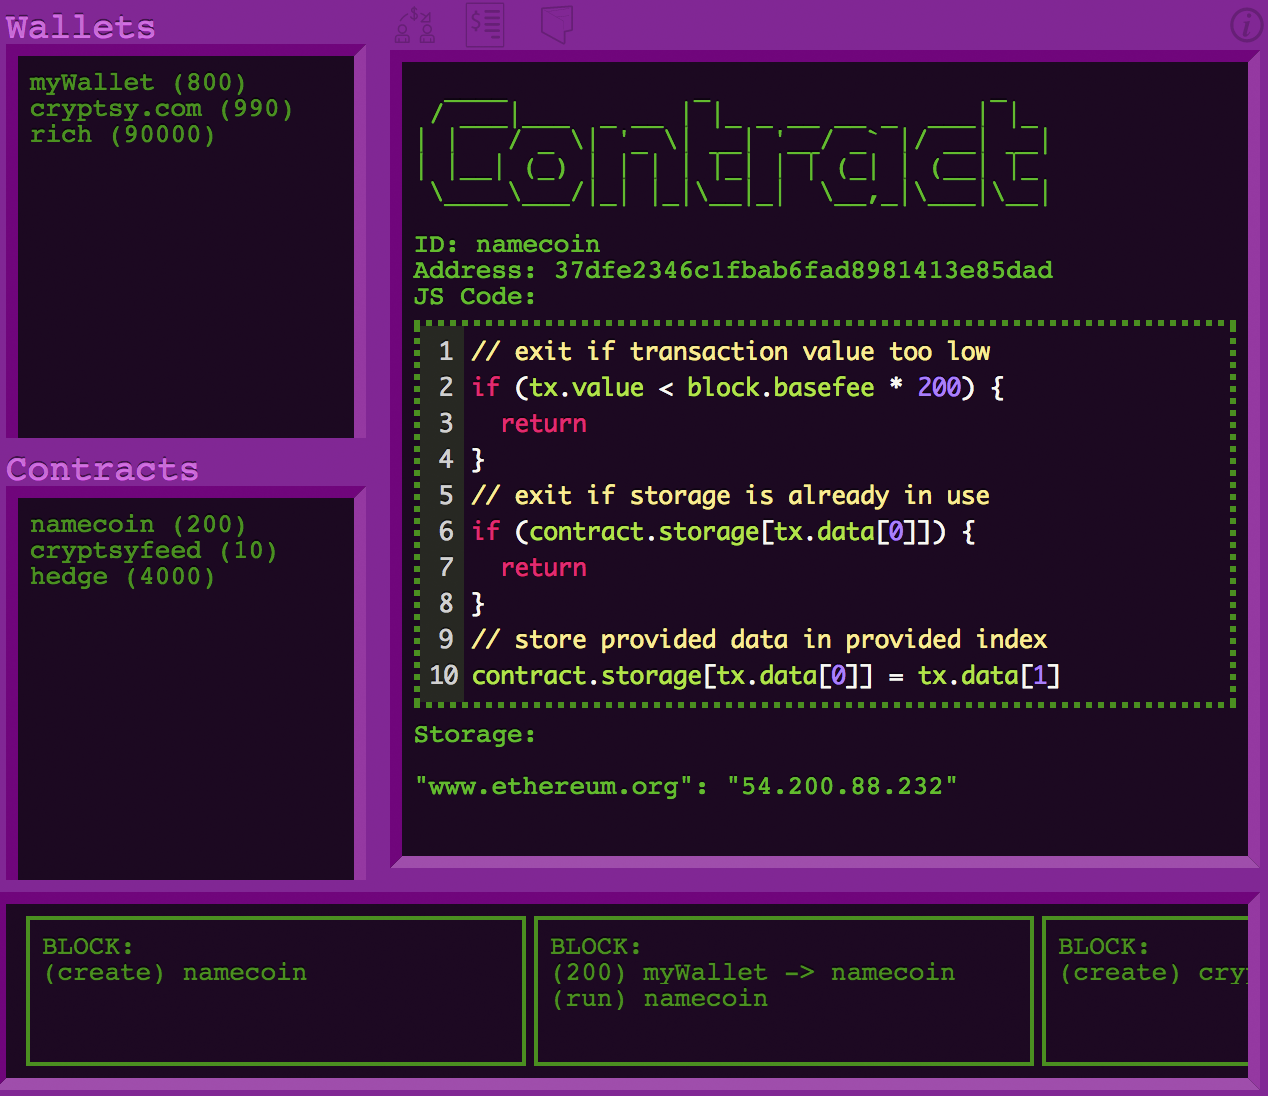 Wallets
myWallet (800)
cryptsy.com (990)
rich (90000)
Contracts
namecoin (200)
cryptsyfeed (10)
hedge (4000)
Contract
ID: namecoin
Address: 37dfe2346c1fbab6fad8981413e85dad
JS Code:
1 // exit if transaction value too low
2 if (tx.value < block.basefee * 200) {
3   return
4 }
5 // exit if storage is already in use
6 if (contract.storage[tx.data[0]]) {
7   return
8 }
9 // store provided data in provided index
10 contract.storage[tx.data[0]] = tx.data[1]
Storage:
"www.ethereum.org": "54.200.88.232"
BLOCK:
(create) namecoin
BLOCK:
(200) myWallet -> namecoin
(run) namecoin
BLOCK:
(create)